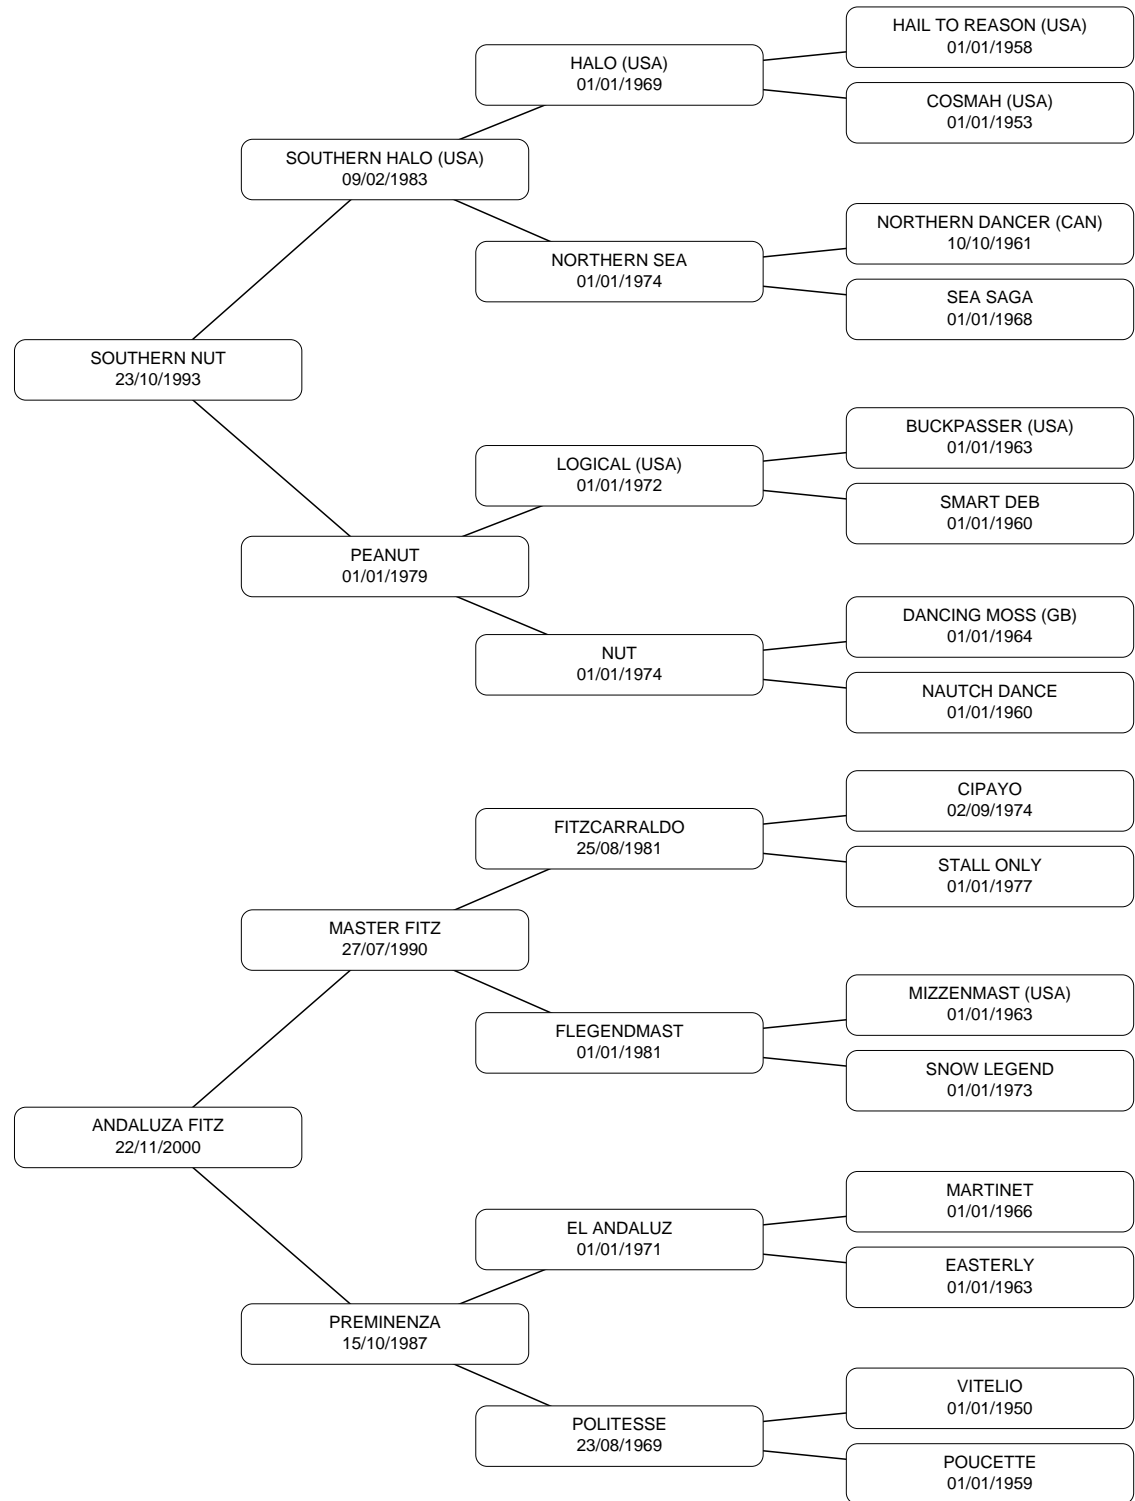 HAIL TO REASON (USA)
01/01/1958
HALO (USA)
01/01/1969
COSMAH (USA)
01/01/1953
SOUTHERN HALO (USA)
09/02/1983
NORTHERN DANCER (CAN)
10/10/1961
NORTHERN SEA
01/01/1974
SEA SAGA
01/01/1968
SOUTHERN NUT
23/10/1993
BUCKPASSER (USA)
01/01/1963
LOGICAL (USA)
01/01/1972
SMART DEB
01/01/1960
PEANUT
01/01/1979
DANCING MOSS (GB)
01/01/1964
NUT
01/01/1974
NAUTCH DANCE
01/01/1960
CIPAYO
02/09/1974
FITZCARRALDO
25/08/1981
STALL ONLY
01/01/1977
MASTER FITZ
27/07/1990
MIZZENMAST (USA)
01/01/1963
FLEGENDMAST
01/01/1981
SNOW LEGEND
01/01/1973
ANDALUZA FITZ
22/11/2000
MARTINET
01/01/1966
EL ANDALUZ
01/01/1971
EASTERLY
01/01/1963
PREMINENZA
15/10/1987
VITELIO
01/01/1950
POLITESSE
23/08/1969
POUCETTE
01/01/1959